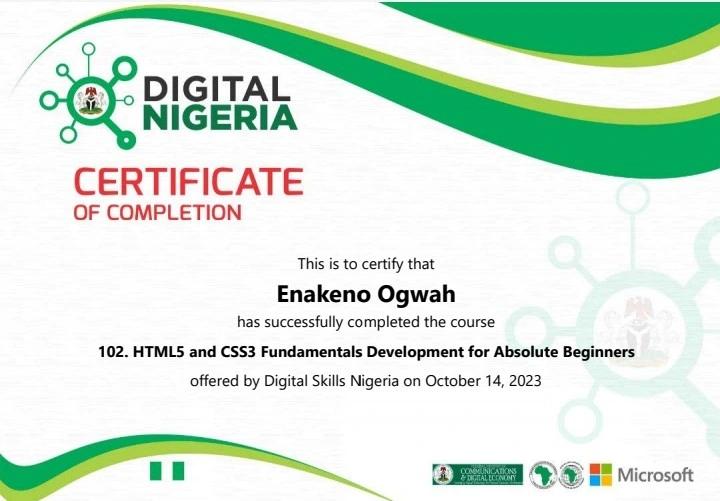 DIGITAL
NIGERIA
CERTIFICATE
OF COMPLETION
This is to certify that
Enakeno Ogwah
has successfully completed the course
102. HTML5 and CSS3 Fundamentals Development for Absolute Beginners
offered by Digital Skills Nigeria on October 14, 2023
COMMUNICATIONS
& DIGITAL ECONOMY
Microsoft